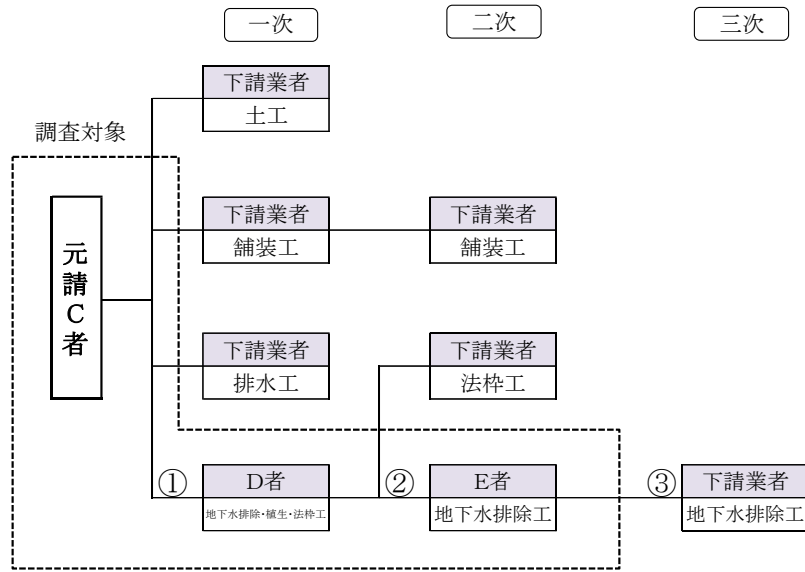 一次
二次
三次
下請業者
土工
調査対象
元請C者
下請業者
舗装工
下請業者
舗装工
下請業者
排水工
下請業者
法枠工
①
D者
地下水排除・植生・法枠工
②
E者
地下水排除工
③
下請業者
地下水排除工